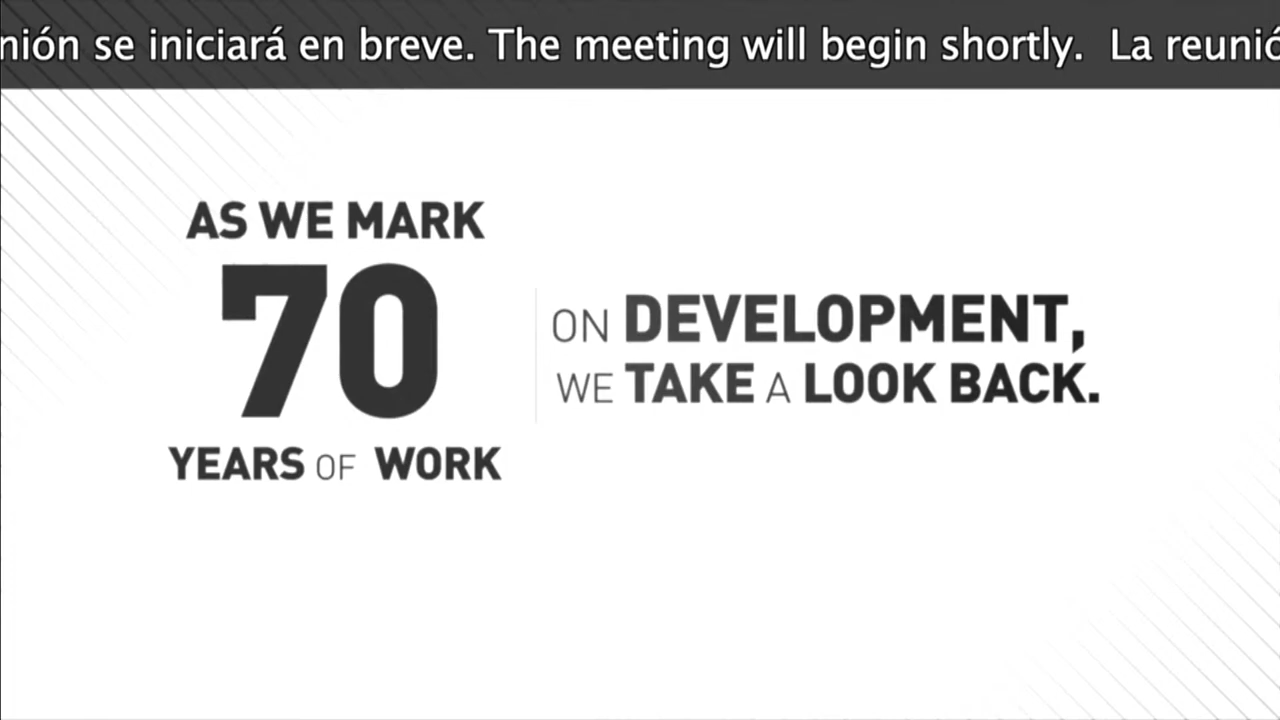 nión se iniciará en breve. The meeting will begin shortly. La reunió
AS WE MARK
70
YEARS OF WORK
ON DEVELOPMENT,
WE TAKE A LOOK BACK.